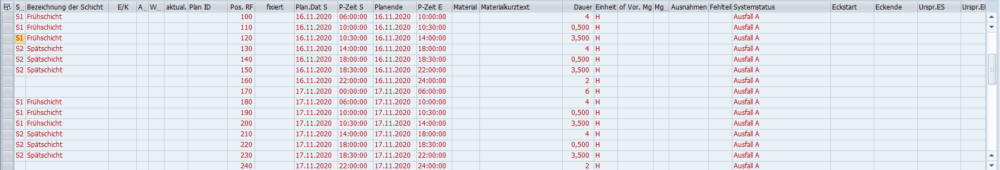 S... Bezeichnung der Schicht E/K A... W... aktual. Plan ID Pos. RF fixiert Plan.Dat S P-Zeit S Planende P-Zeit E Material Materialkurztext Dauer Einheit of Vor. Mg Mg... Ausnahmen Fehlteil Systemstatus Eckstart Eckende Urspr.ES
S1 Frühschicht 100 16.11.2020 06:00:00 16.11.2020 10:00:00 4 H Ausfall A
S1 Frühschicht 110 16.11.2020 10:00:00 16.11.2020 10:30:00 0,500 H Ausfall A
S1 Frühschicht 120 16.11.2020 10:30:00 16.11.2020 14:00:00 3,500 H Ausfall A
S2 Spätschicht 130 16.11.2020 14:00:00 16.11.2020 18:00:00 4 H Ausfall A
S2 Spätschicht 140 16.11.2020 18:00:00 16.11.2020 18:30:00 0,500 H Ausfall A
S2 Spätschicht 150 16.11.2020 18:30:00 16.11.2020 22:00:00 3,500 H Ausfall A
160 16.11.2020 22:00:00 16.11.2020 24:00:00 2 H Ausfall A
170 17.11.2020 00:00:00 17.11.2020 06:00:00 6 H Ausfall A
S1 Frühschicht 180 17.11.2020 06:00:00 17.11.2020 10:00:00 4 H Ausfall A
S1 Frühschicht 190 17.11.2020 10:00:00 17.11.2020 10:30:00 0,500 H Ausfall A
S1 Frühschicht 200 17.11.2020 10:30:00 17.11.2020 14:00:00 3,500 H Ausfall A
S2 Spätschicht 210 17.11.2020 14:00:00 17.11.2020 18:00:00 4 H Ausfall A
S2 Spätschicht 220 17.11.2020 18:00:00 17.11.2020 18:30:00 0,500 H Ausfall A
S2 Spätschicht 230 17.11.2020 18:30:00 17.11.2020 22:00:00 3,500 H Ausfall A
240 17.11.2020 22:00:00 17.11.2020 24:00:00 2 H Ausfall A